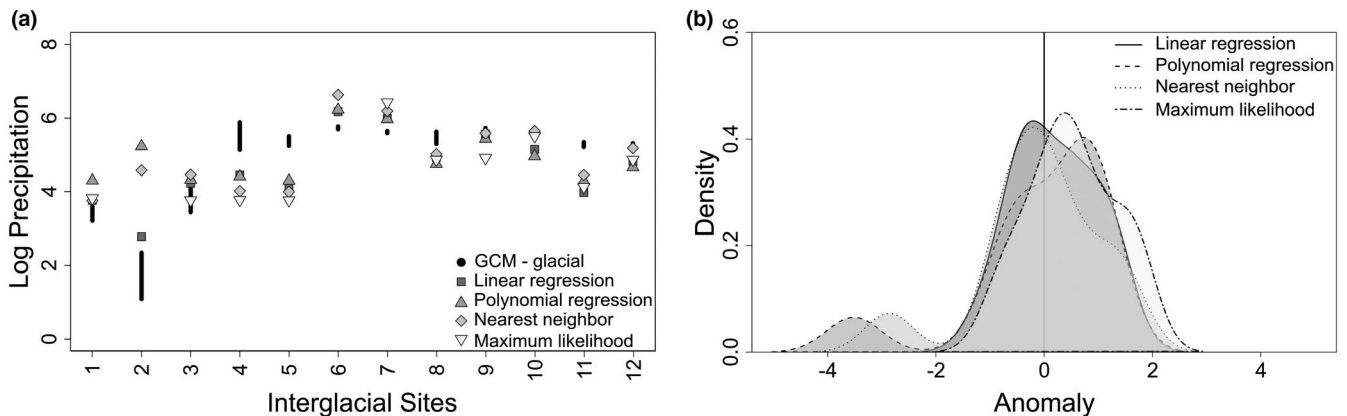 (a)
Log Precipitation
8
6
4
2
0
GCM - glacial
Linear regression
Polynomial regression
Nearest neighbor
Maximum likelihood
1 2 3 4 5 6 7 8 9 10 11 12
Interglacial Sites
(b)
Density
0.6
0.4
0.2
0.0
Linear regression
Polynomial regression
Nearest neighbor
Maximum likelihood
-4 -2 0 2 4
Anomaly